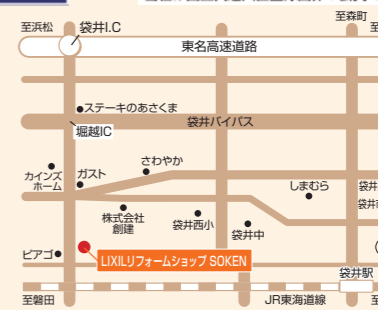 至浜松
袋井I.C
至森町
東名高速道路
ステーキのあさくま
袋井バイパス
堀越IC
さわやか
カインズ
ホーム
ガスト
しまむら
袋井
株式会社
創建
袋井西小
袋井中
ピアゴ
LIXILリフォームショップ SOKEN
袋井駅
至磐田
JR東海道線